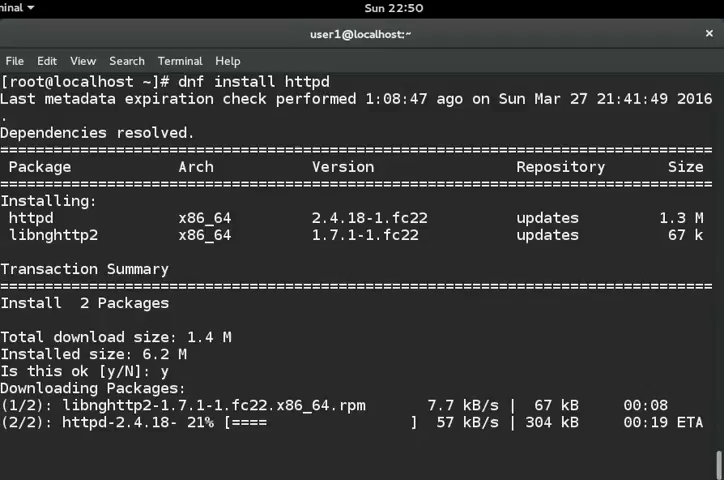 minal
Sun 22:50
user1@localhost:~
File Edit View Search Terminal Help
[root@localhost ~]# dnf install httpd
Last metadata expiration check performed 1:08:47 ago on Sun Mar 27 21:41:49 2016
.
Dependencies resolved.
================================================================================
Package Arch Version Repository Size
================================================================================
Installing:
httpd x86_64 2.4.18-1.fc22 updates 1.3 M
libnghttp2 x86_64 1.7.1-1.fc22 updates 67 k
Transaction Summary
================================================================================
Install 2 Packages
Total download size: 1.4 M
Installed size: 6.2 M
Is this ok [y/N]: y
Downloading Packages:
(1/2): libnghttp2-1.7.1-1.fc22.x86_64.rpm 7.7 kB/s | 67 kB 00:08
(2/2): httpd-2.4.18- 21% [==== ] 57 kB/s | 304 kB 00:19 ETA